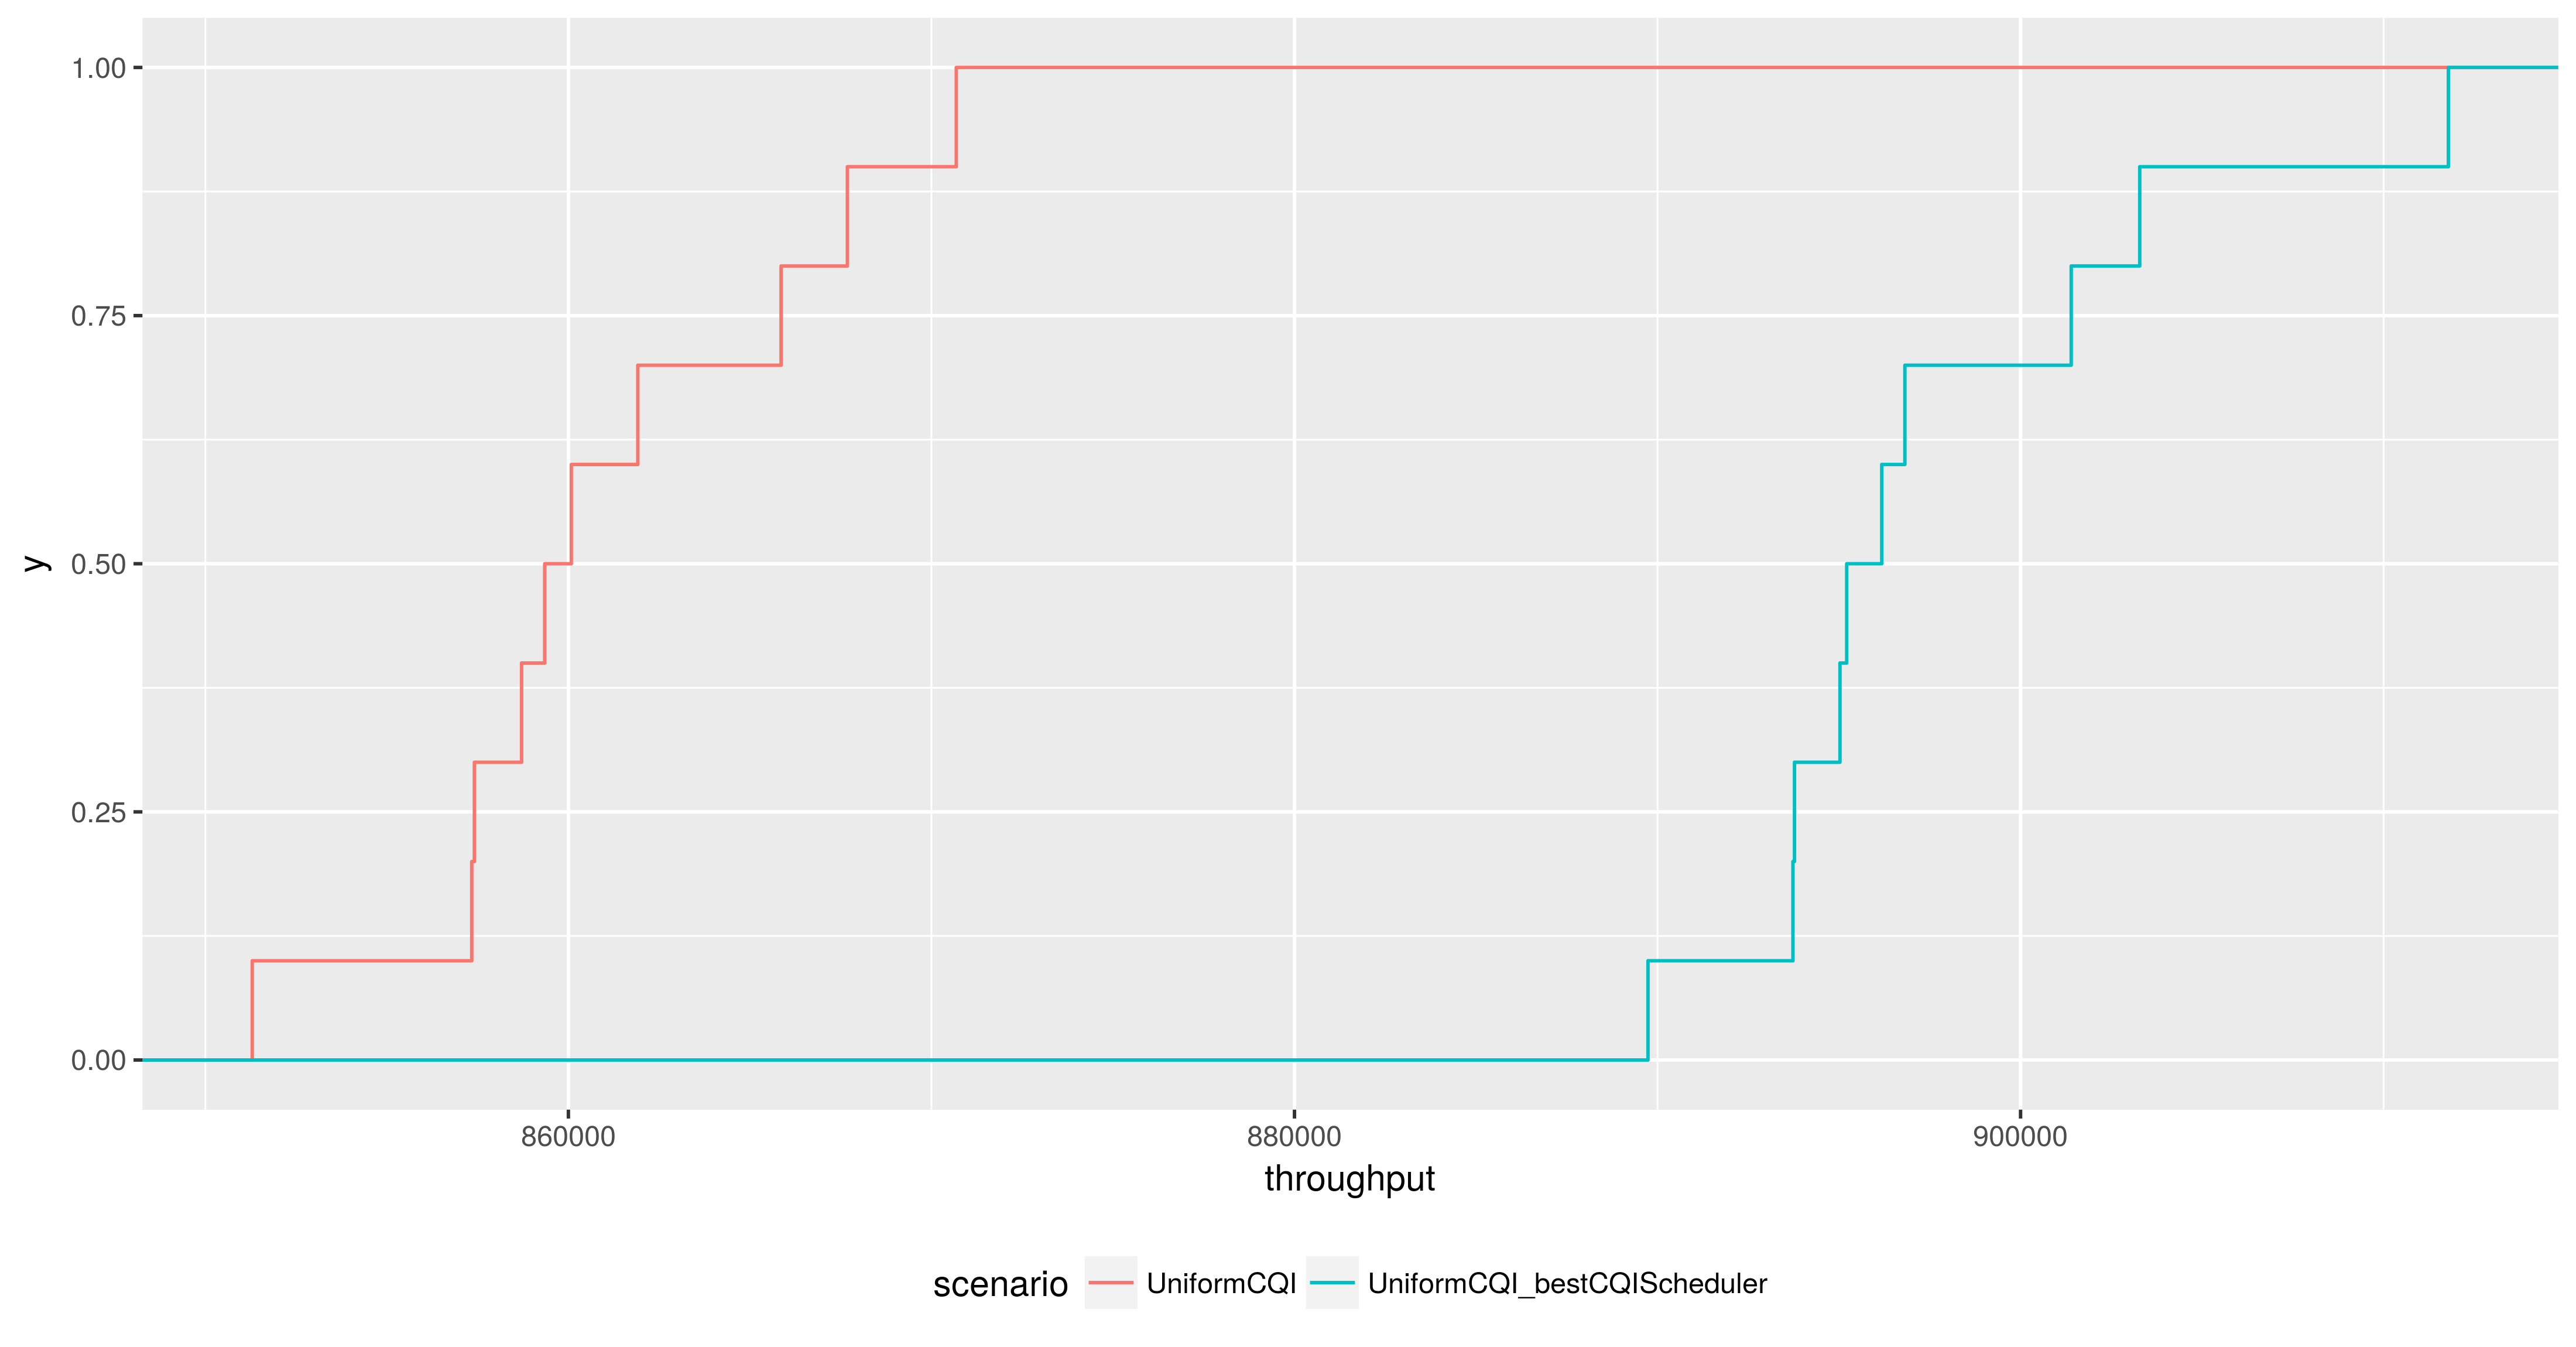 1.00
0.75
0.50
0.25
0.00
y
860000 880000 900000
throughput
scenario UniformCQI UniformCQI_bestCQIScheduler